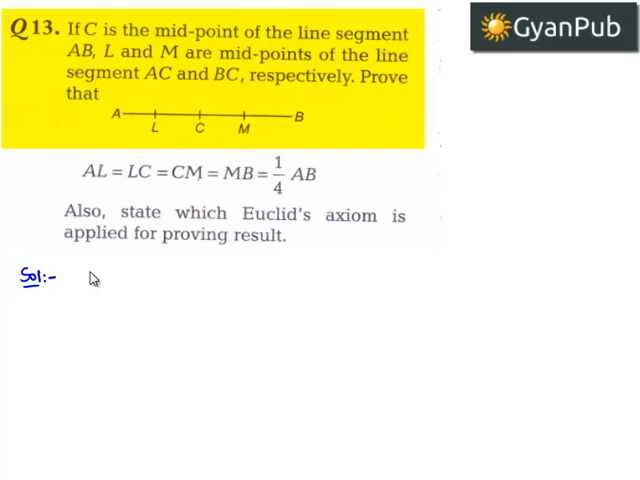 Q13. If C is the mid-point of the line segment
AB, L and M are mid-points of the line
segment AC and BC, respectively. Prove
that
A B
L C M
AL = LC = CM = MB = 1/4 AB
Also, state which Euclid's axiom is
applied for proving result.
Sol:-
GyanPub